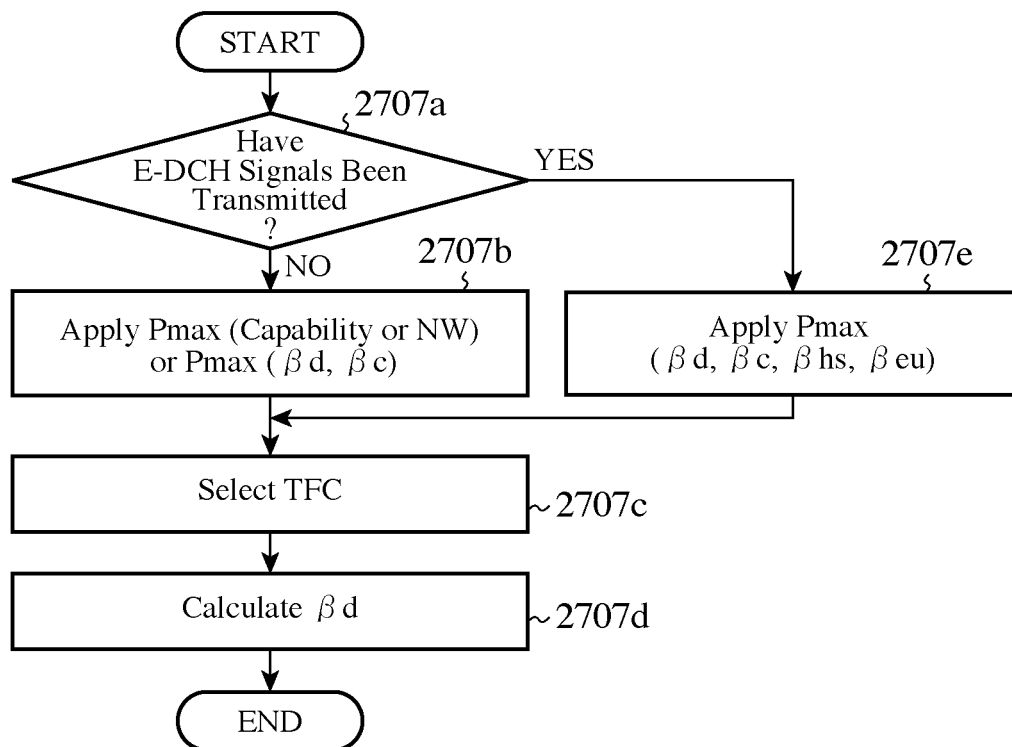 START
2707a
Have
E-DCH Signals Been
Transmitted
?
YES
NO
2707b
Apply Pmax (Capability or NW)
or Pmax ( β d, β c)
2707e
Apply Pmax
( β d, β c, β hs, β eu)
Select TFC
2707c
Calculate β d
2707d
END